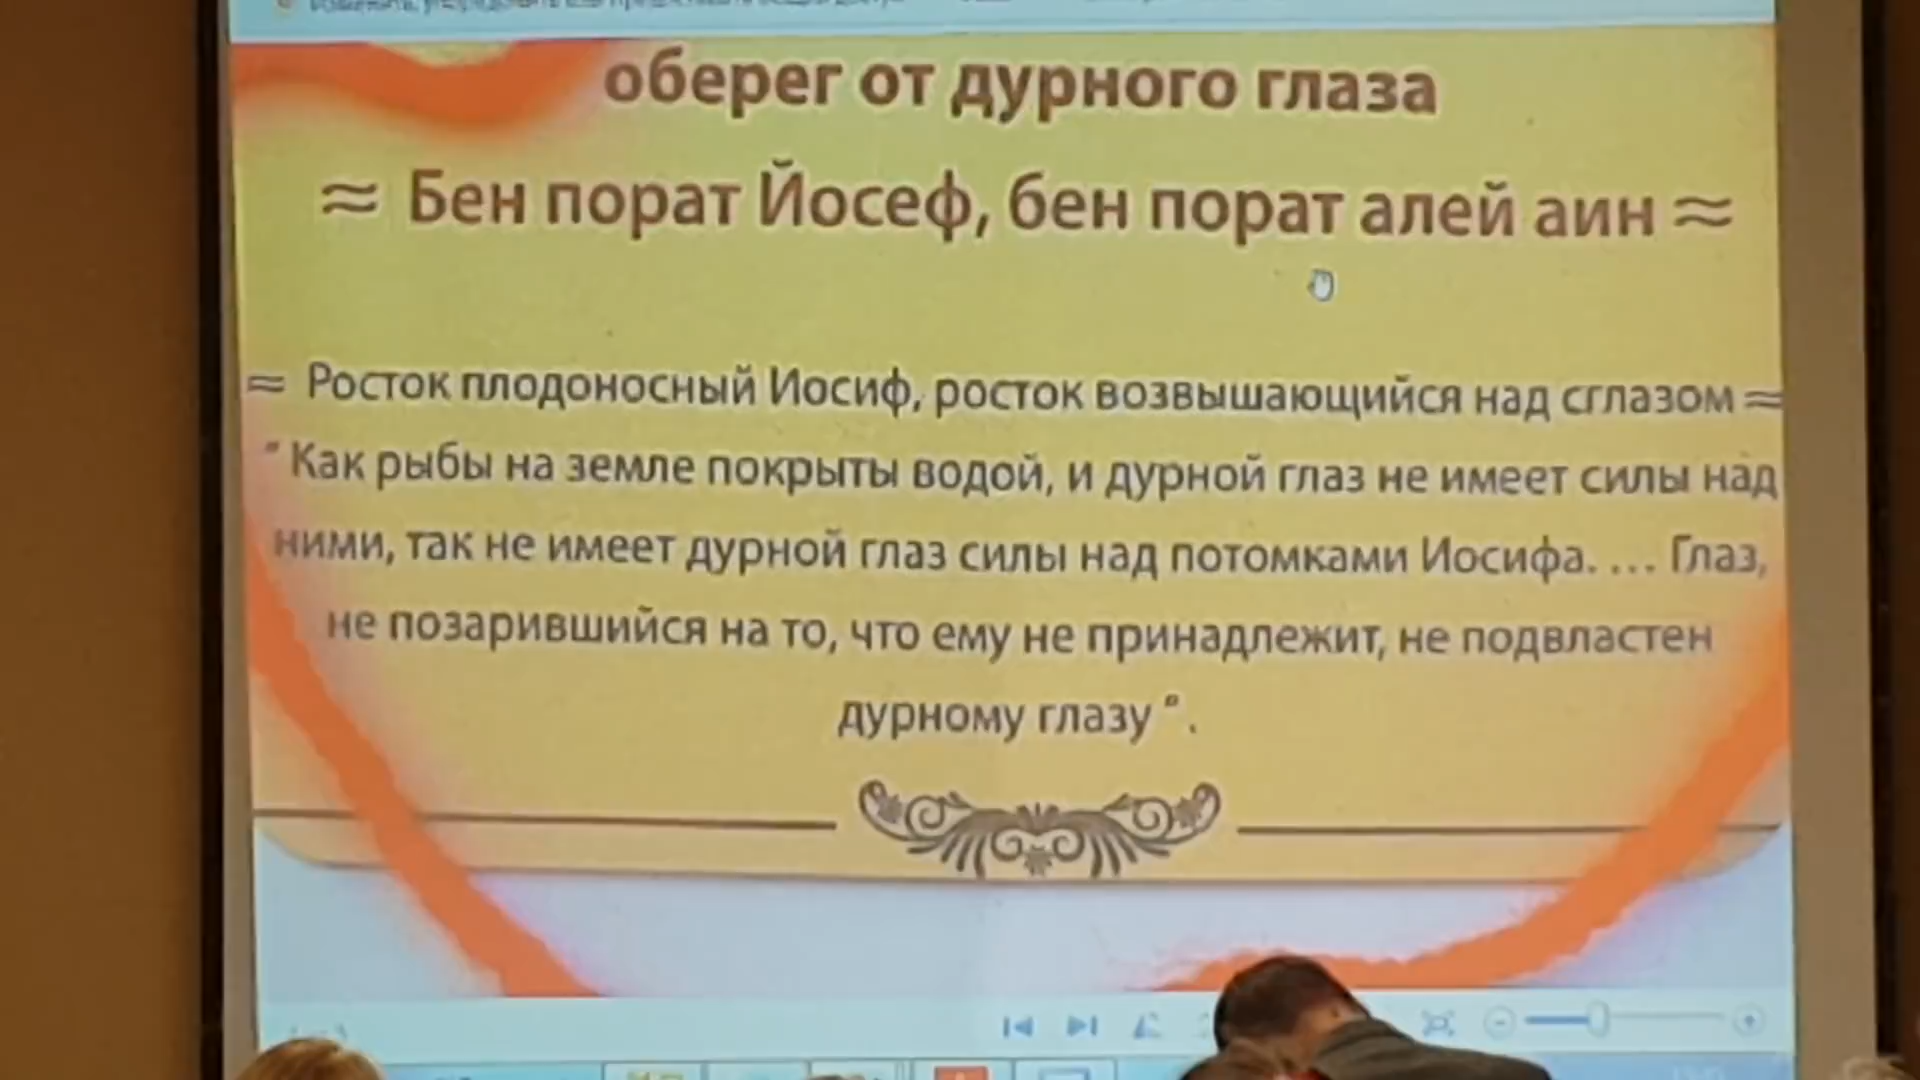 оберег от дурного глаза
≈ Бен порат Йосеф, бен порат алей аин ≈
≈ Росток плодоносный Иосиф, росток возвышающийся над сглазом ≈
" Как рыбы на земле покрыты водой, и дурной глаз не имеет силы над
ними, так не имеет дурной глаз силы над потомками Иосифа. ... Глаз,
не позарившийся на то, что ему не принадлежит, не подвластен
дурному глазу " .